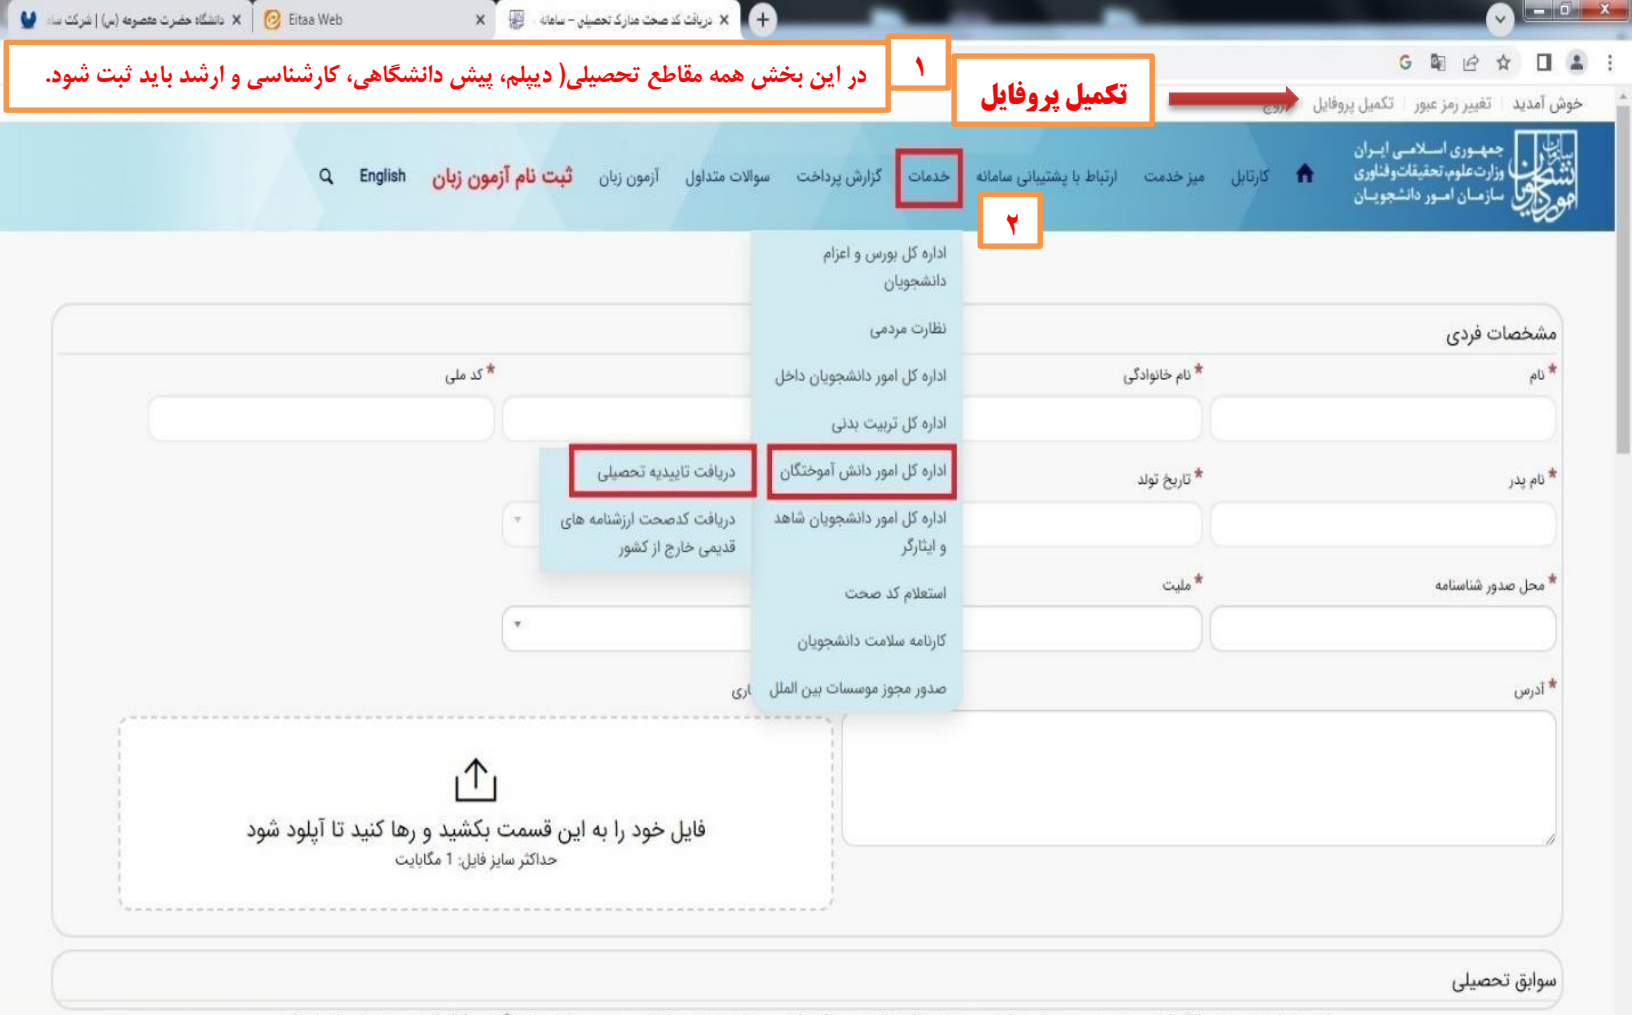 دانشگاه حضرت معصومه (س) | شرکت ساد
Eitaa Web
دریافت کد صحت مدارک تحصیلی – سامانه
در این بخش همه مقاطع تحصیلی( دیپلم، پیش دانشگاهی، کارشناسی و ارشد باید ثبت شود.
۱
تکمیل پروفایل
خوش آمدید | تغییر رمز عبور | تکمیل پروفایل
جمهوری اسلامی ایران
وزارت علوم، تحقیقات و فناوری
سازمان امور دانشجویان
سازمان امور دانشجویان
کارتابل میز خدمت ارتباط با پشتیبانی سامانه خدمات گزارش پرداخت سوالات متداول آزمون زبان ثبت نام آزمون زبان English
۲
اداره کل بورس و اعزام
دانشجویان
نظارت مردمی
اداره کل امور دانشجویان داخل
اداره کل تربیت بدنی
اداره کل امور دانش آموختگان
دریافت تاییدیه تحصیلی
دریافت کدصحت ارزشنامه های
قدیمی خارج از کشور
اداره کل امور دانشجویان شاهد
و ایثارگر
استعلام کد صحت
کارنامه سلامت دانشجویان
صدور مجوز موسسات بین الملل
مشخصات فردی
* نام
* نام خانوادگی
* کد ملی
* نام پدر
* تاریخ تولد
* محل صدور شناسنامه
* ملیت
* آدرس
فایل خود را به این قسمت بکشید و رها کنید تا آپلود شود
حداکثر سایز فایل: 1 مگابایت
سوابق تحصیلی